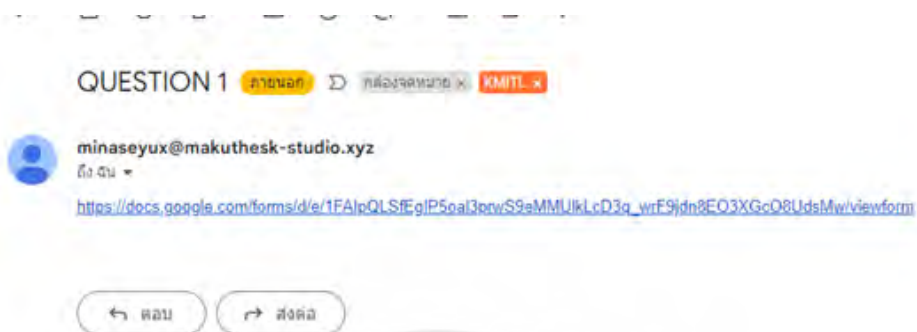 QUESTION 1 ภายนอก กล่องจดหมาย × KMITL ×
minaseyux@makuthesk-studio.xyz
ถึง ฉัน
https://docs.google.com/forms/d/e/1FAIpQLSfEgIP5oal3prwS9eMMUlkLcD3q_wrF9jdn8EO3XGcO8UdsMw/viewform
ตอบ ส่งต่อ